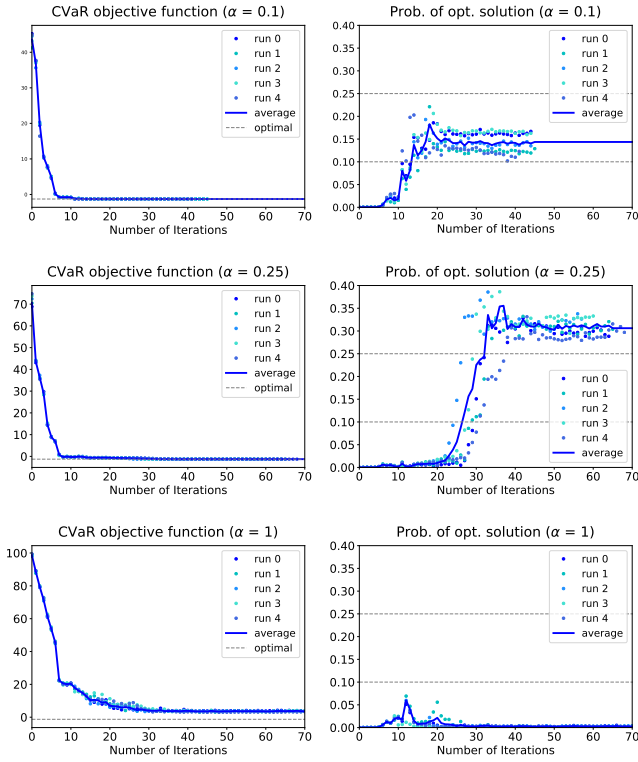 CVaR objective function (α = 0.1)
40
30
20
10
0
0 10 20 30 40 50 60 70
Number of Iterations
run 0
run 1
run 2
run 3
run 4
average
optimal
Prob. of opt. solution (α = 0.1)
0.40
0.35
0.30
0.25
0.20
0.15
0.10
0.05
0.00
0 10 20 30 40 50 60 70
Number of Iterations
run 0
run 1
run 2
run 3
run 4
average
CVaR objective function (α = 0.25)
70
60
50
40
30
20
10
0
0 10 20 30 40 50 60 70
Number of Iterations
run 0
run 1
run 2
run 3
run 4
average
optimal
Prob. of opt. solution (α = 0.25)
0.40
0.35
0.30
0.25
0.20
0.15
0.10
0.05
0.00
0 10 20 30 40 50 60 70
Number of Iterations
run 0
run 1
run 2
run 3
run 4
average
CVaR objective function (α = 1)
100
80
60
40
20
0
0 10 20 30 40 50 60 70
Number of Iterations
run 0
run 1
run 2
run 3
run 4
average
optimal
Prob. of opt. solution (α = 1)
0.40
0.35
0.30
0.25
0.20
0.15
0.10
0.05
0.00
0 10 20 30 40 50 60 70
Number of Iterations
run 0
run 1
run 2
run 3
run 4
average